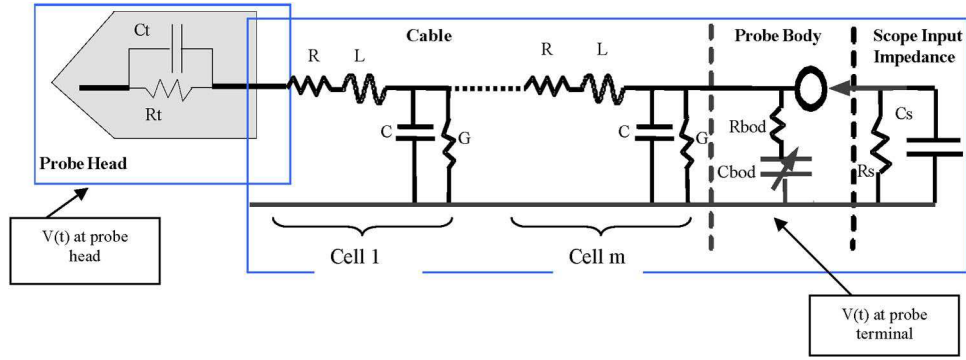 Ct
Rt
Probe Head
V(t) at probe
head
Cable
R
L
C
G
R
L
C
G
Cell 1
Cell m
Probe Body
Rbod
Cbod
Scope Input
Impedance
Cs
Rs
V(t) at probe
terminal